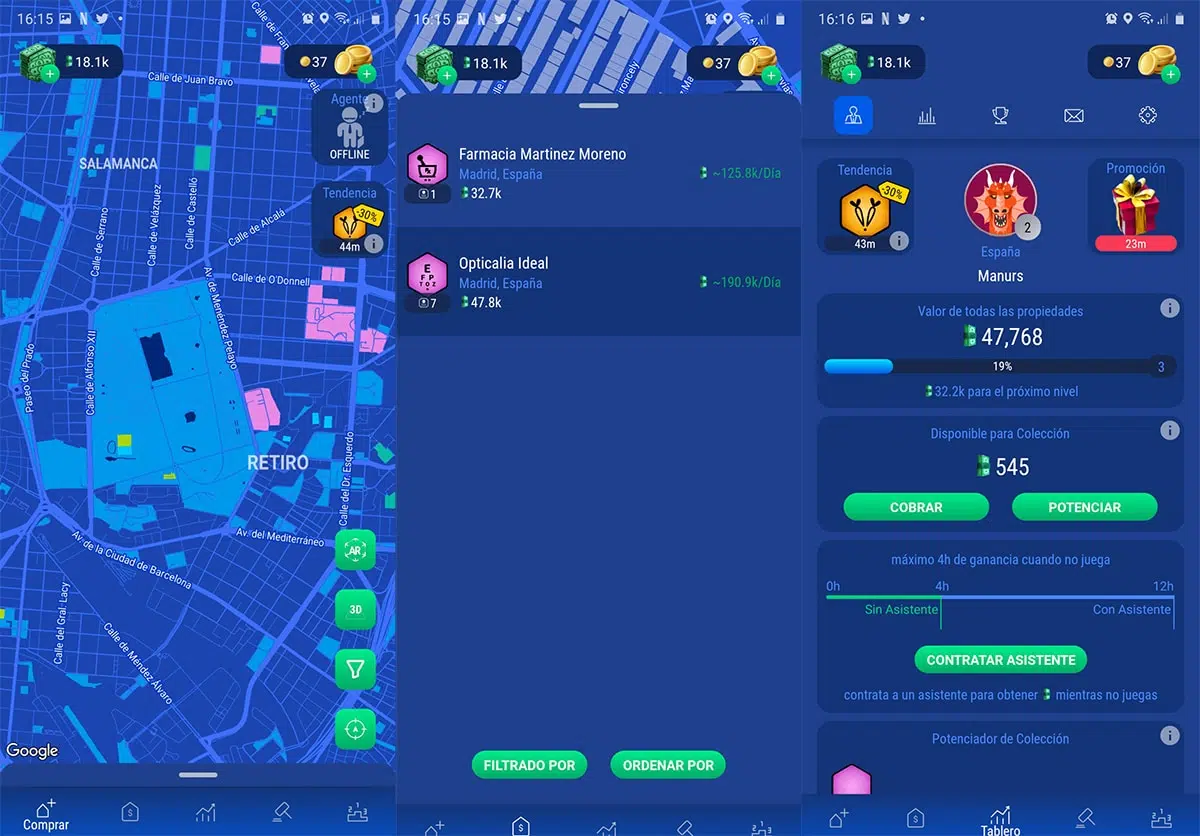 16:15
18.1k
37
Calle de Fran
Calle de Juan Bravo
Agente
OFFLINE
SALAMANCA
Tendencia
-30%
44m
Calle de Serrano
Calle de Velázquez
Calle de Castelló
Calle de Alcalá
Calle de O'Donnell
Av. de Menéndez Pelayo
Calle de Alfonso XII
Paseo del Prado
RETIRO
Calle del Dr. Esquerdo
Av. del Mediterráneo
Av. de la Ciudad de Barcelona
Calle del Gral. Lacy
Calle de Méndez Álvaro
AR
3D
Google
Comprar
16:15
18.1k
37
Farmacia Martinez Moreno
Madrid, España
1
32.7k
~125.8k/Día
E
F P
T O Z
Opticalia Ideal
Madrid, España
7
47.8k
~190.9k/Día
FILTRADO POR
ORDENAR POR
16:16
18.1k
37
Tendencia
-30%
43m
2
España
Manurs
Promoción
23m
Valor de todas las propiedades
47,768
19%
3
32.2k para el próximo nivel
Disponible para Colección
545
COBRAR
POTENCIAR
máximo 4h de ganancia cuando no juega
0h
4h
12h
Sin Asistente
Con Asistente
CONTRATAR ASISTENTE
contrata a un asistente para obtener mientras no juegas
Potenciador de Colección
Tablero